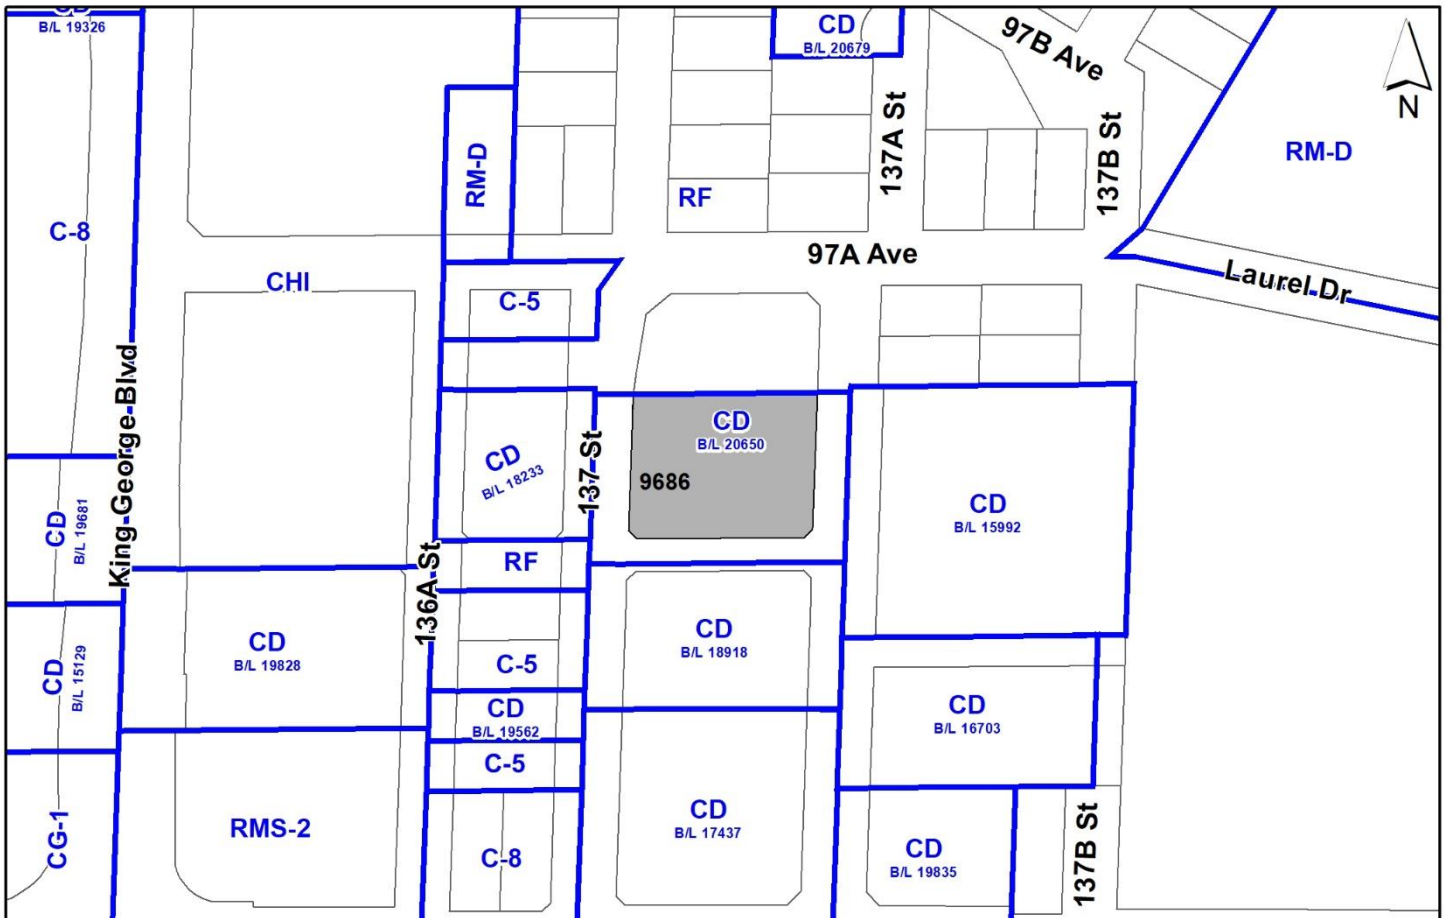 CD
B/L 19326
CD
B/L 20679
97B Ave
N
137A St
137B St
RM-D
RM-D
RF
C-8
97A Ave
Laurel Dr
CHI
C-5
King George Blvd
CD
B/L 20650
137 St
CD
B/L 18233
9686
CD
B/L 15992
CD
B/L 19681
RF
136A St
CD
B/L 19828
CD
B/L 18918
CD
B/L 15129
C-5
CD
B/L 19562
CD
B/L 16703
C-5
CG-1
RMS-2
CD
B/L 17437
C-8
CD
B/L 19835
137B St